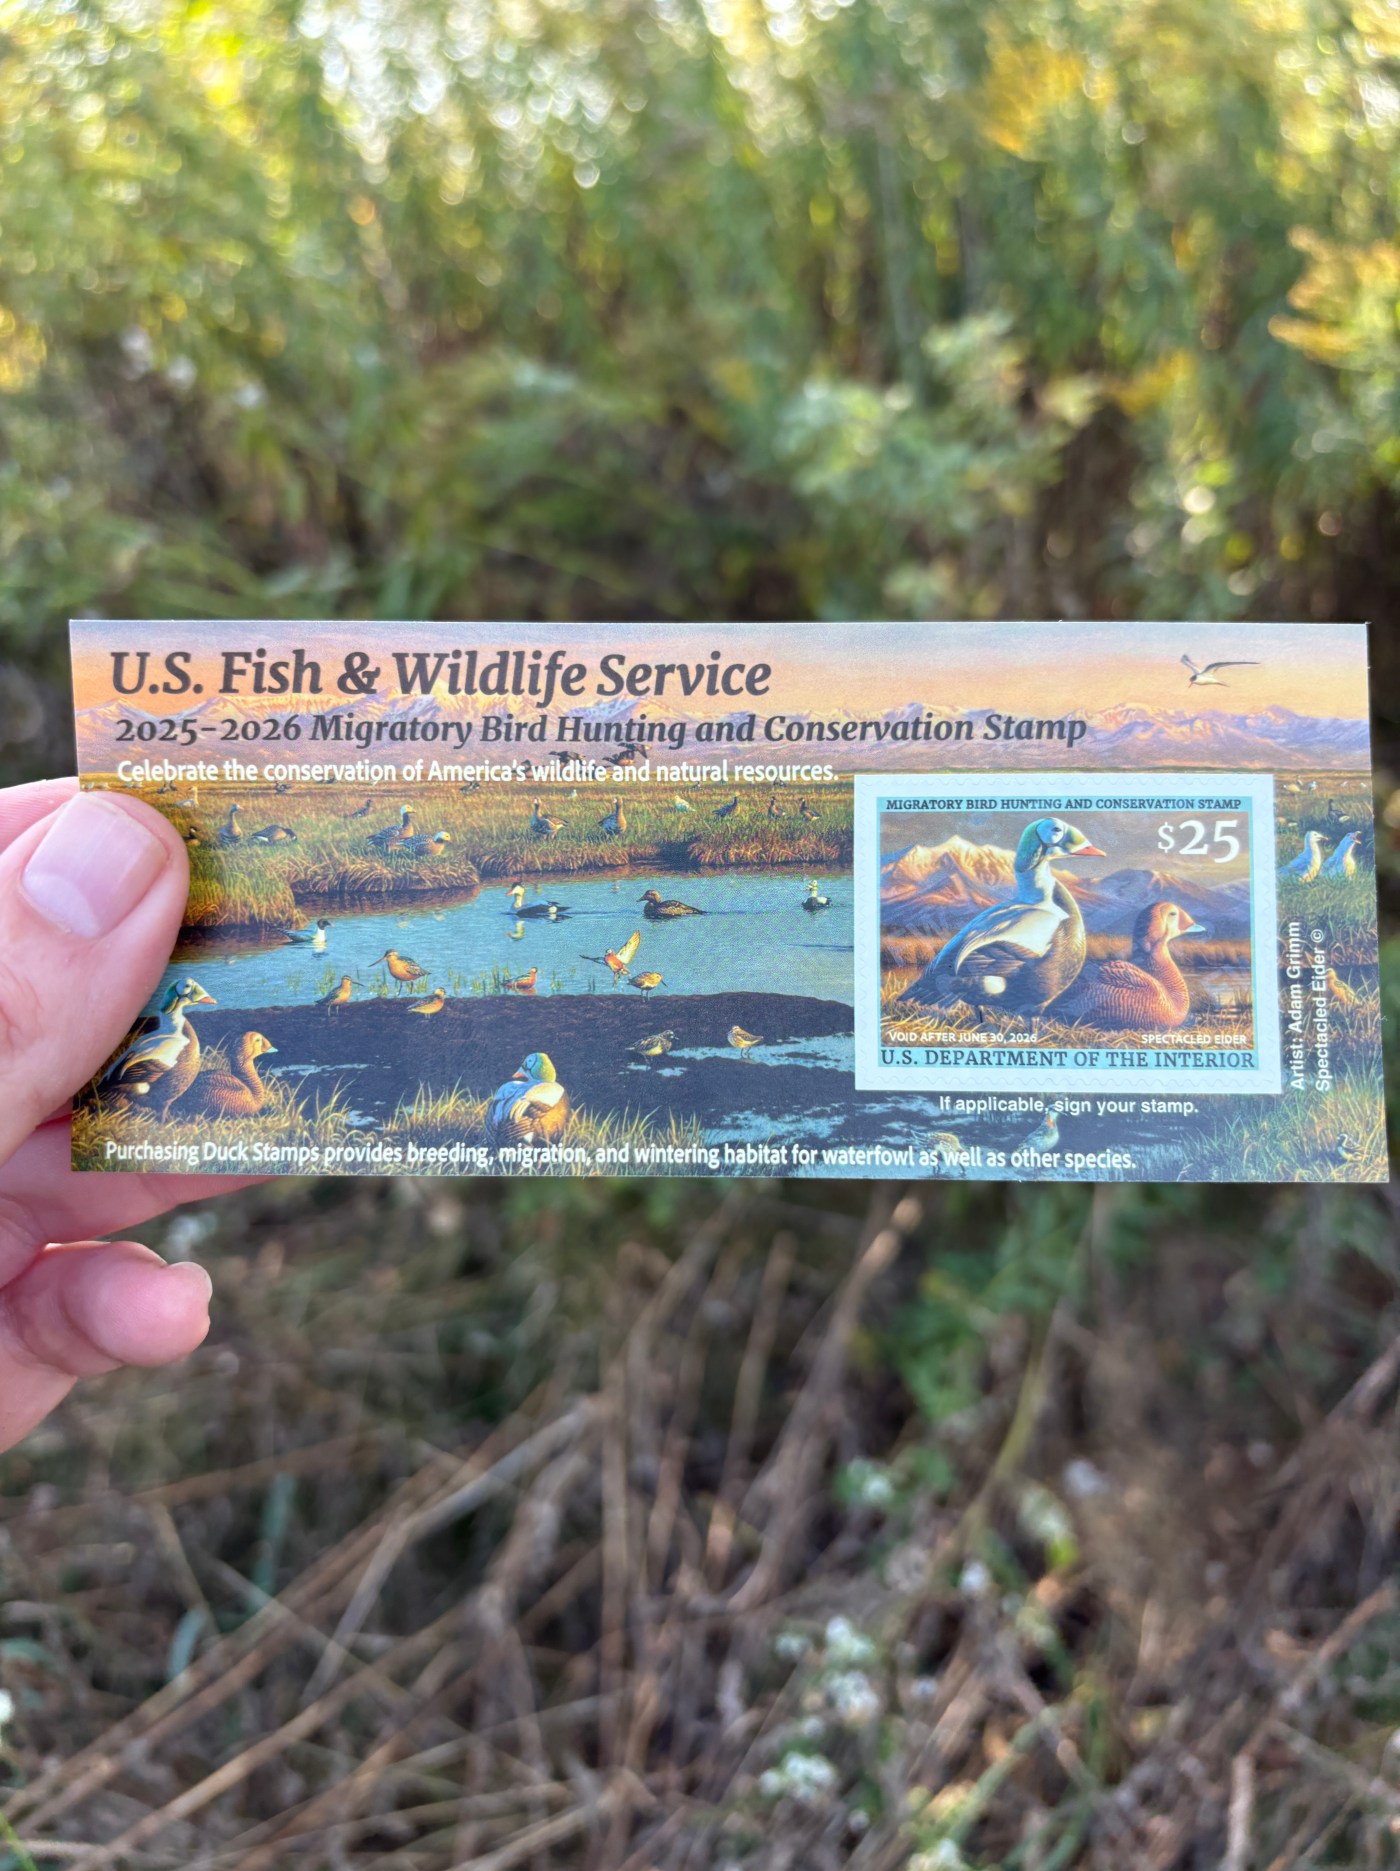 U.S. Fish & Wildlife Service
2025–2026 Migratory Bird Hunting and Conservation Stamp
Celebrate the conservation of America's wildlife and natural resources.
MIGRATORY BIRD HUNTING AND CONSERVATION STAMP
$25
VOID AFTER JUNE 30, 2026
SPECTACLED EIDER
U.S. DEPARTMENT OF THE INTERIOR
If applicable, sign your stamp.
Artist: Adam Grimm
Spectacled Eider ©
Purchasing Duck Stamps provides breeding, migration, and wintering habitat for waterfowl as well as other species.